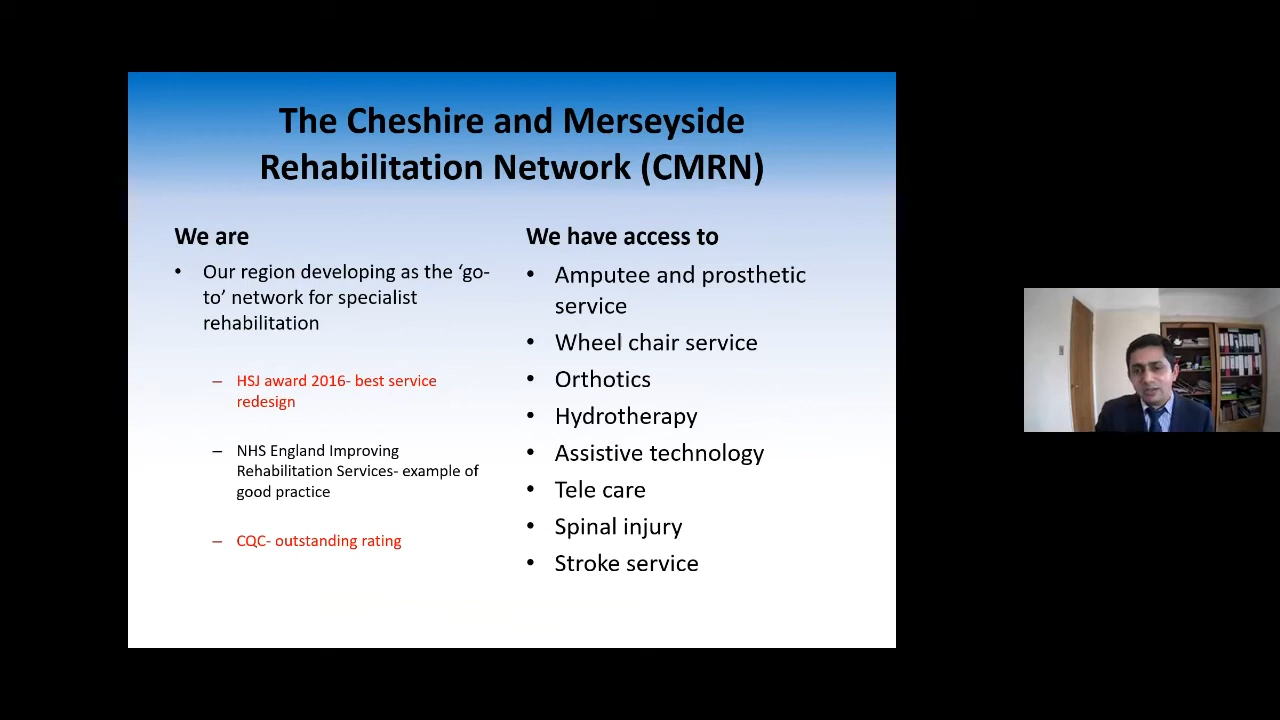 The Cheshire and Merseyside
Rehabilitation Network (CMRN)
We are
• Our region developing as the ‘go-
to’ network for specialist
rehabilitation
– HSJ award 2016- best service
redesign
– NHS England Improving
Rehabilitation Services- example of
good practice
– CQC- outstanding rating
We have access to
• Amputee and prosthetic
service
• Wheel chair service
• Orthotics
• Hydrotherapy
• Assistive technology
• Tele care
• Spinal injury
• Stroke service